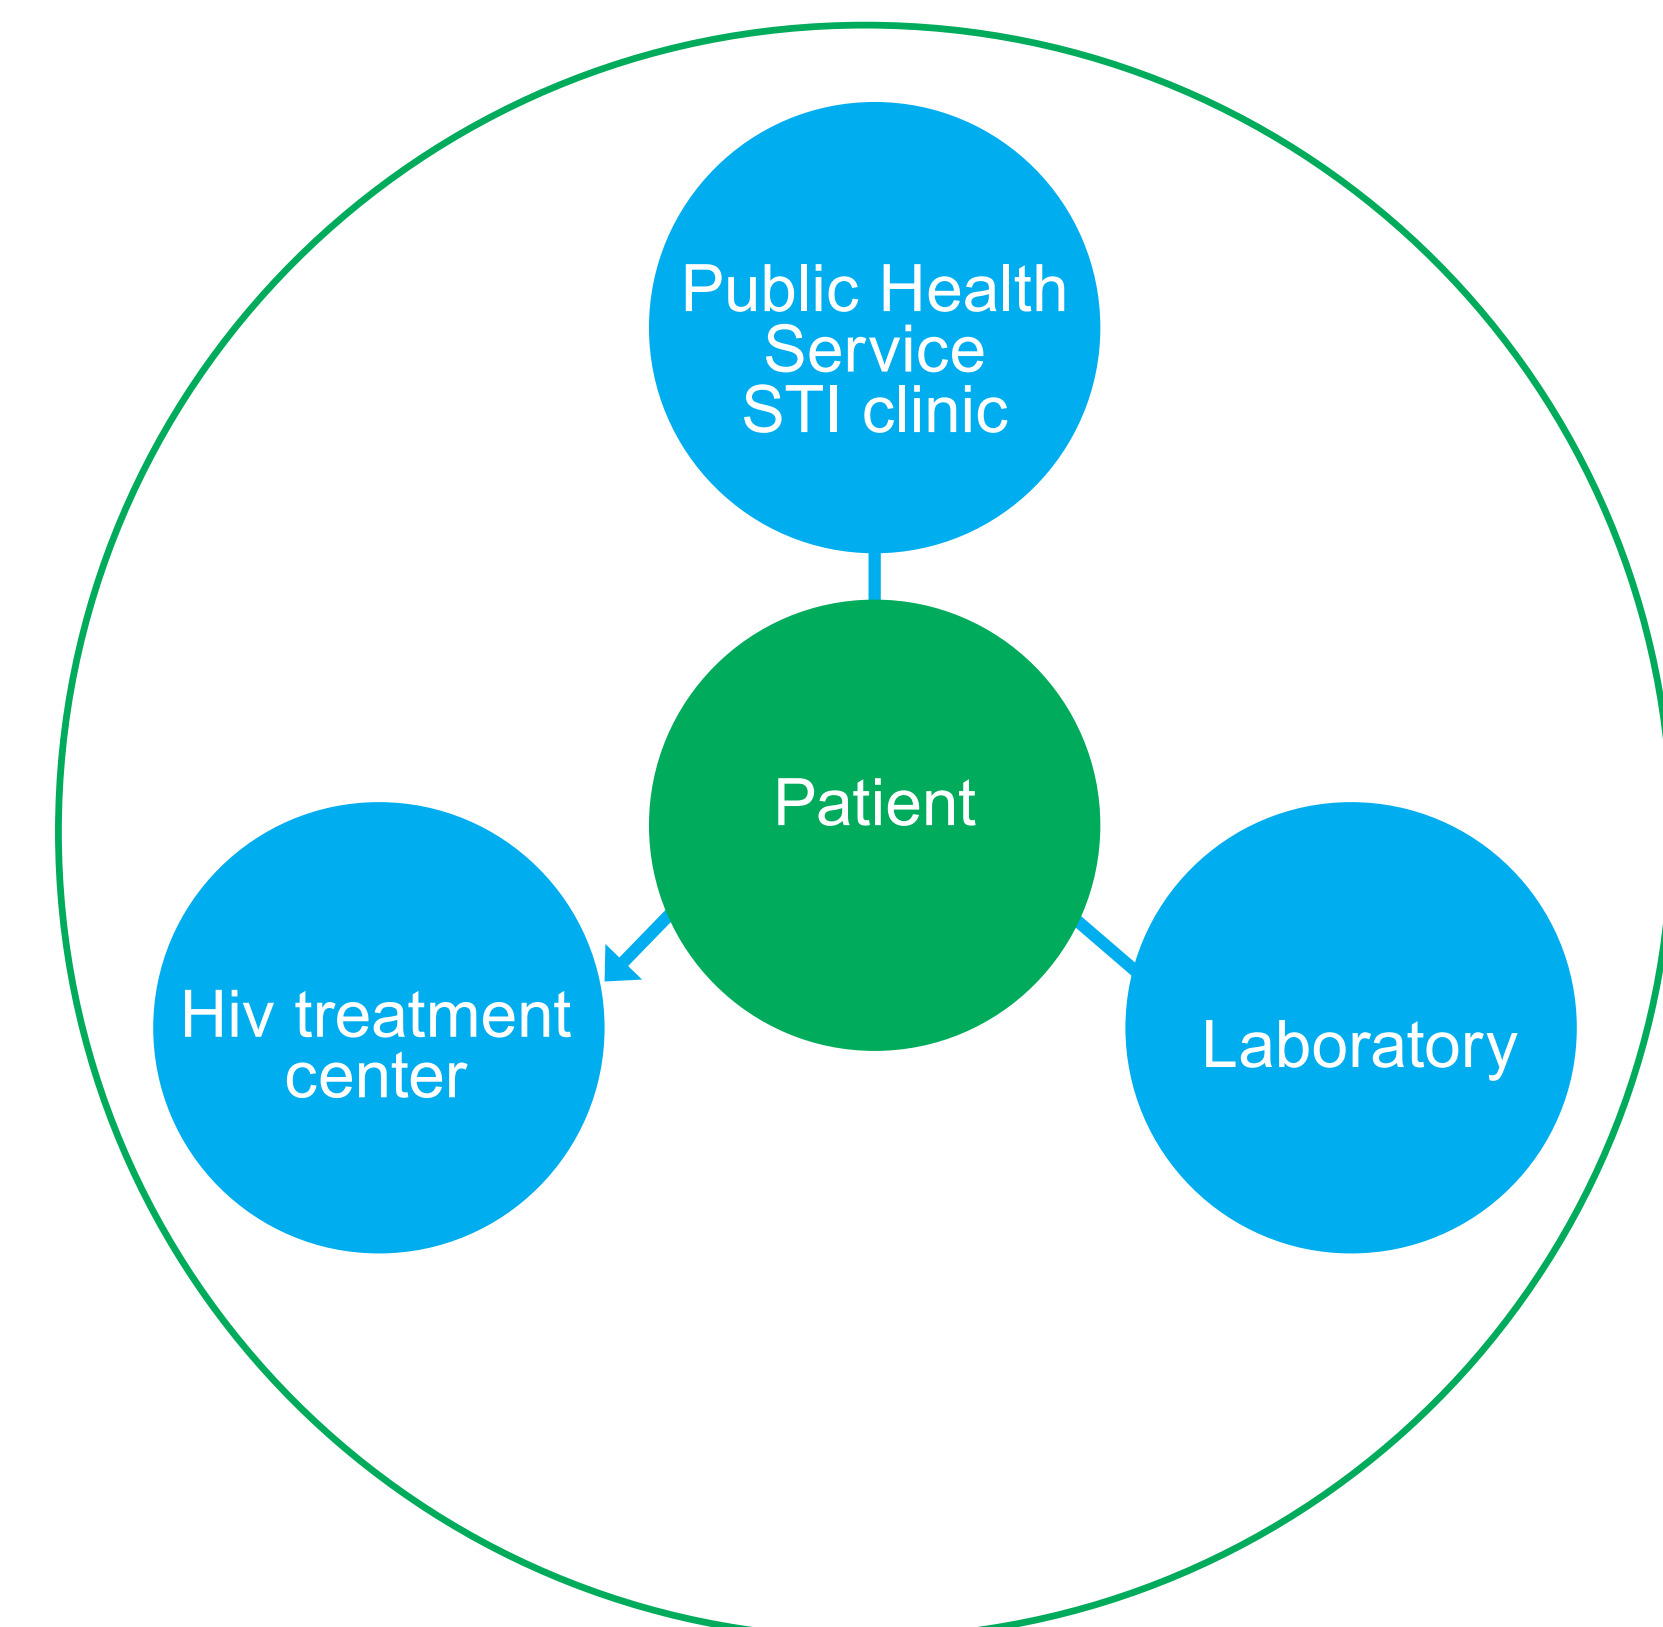 Public Health
Service
STI clinic
Patient
Hiv treatment
center
Laboratory